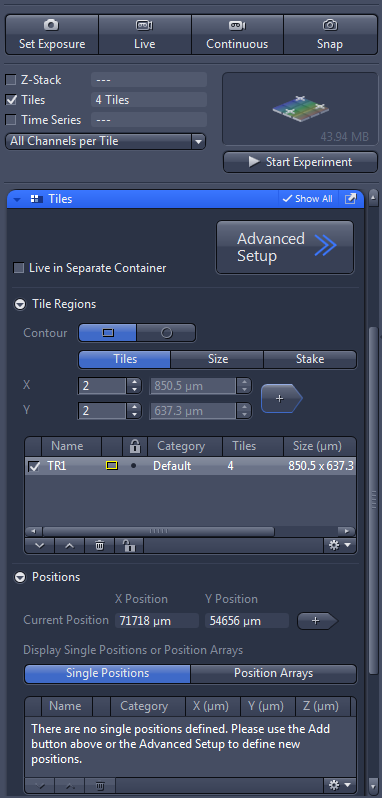 Set Exposure Live Continuous Snap
Z-Stack ---
Tiles 4 Tiles
Time Series ---
43.94 MB
All Channels per Tile
Start Experiment
Tiles Show All
Advanced
Setup
Live in Separate Container
Tile Regions
Contour
Tiles Size Stake
X 2 850.5 µm
+
Y 2 637.3 µm
Name Category Tiles Size (µm)
TR1 Default 4 850.5 x 637.3
Positions
X Position Y Position
Current Position 71718 µm 54656 µm +
Display Single Positions or Position Arrays
Single Positions Position Arrays
Name Category X (µm) Y (µm) Z (µm)
There are no single positions defined. Please use the Add
button above or the Advanced Setup to define new
positions.